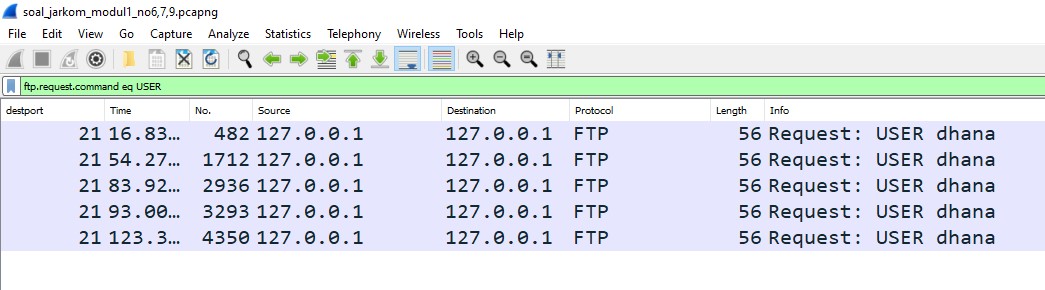 soal_jarkom_modul1_no6,7,9.pcapng
File Edit View Go Capture Analyze Statistics Telephony Wireless Tools Help
ftp.request.command eq USER
destport Time No. Source Destination Protocol Length Info
21 16.83… 482 127.0.0.1 127.0.0.1 FTP 56 Request: USER dhana
21 54.27… 1712 127.0.0.1 127.0.0.1 FTP 56 Request: USER dhana
21 83.92… 2936 127.0.0.1 127.0.0.1 FTP 56 Request: USER dhana
21 93.00… 3293 127.0.0.1 127.0.0.1 FTP 56 Request: USER dhana
21 123.3… 4350 127.0.0.1 127.0.0.1 FTP 56 Request: USER dhana